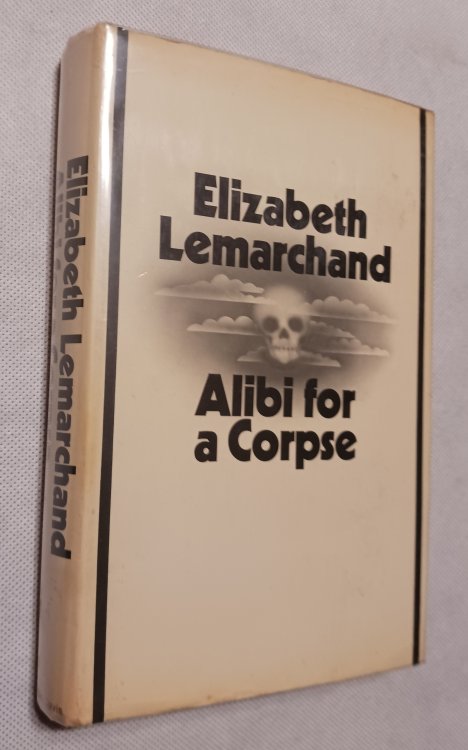 Elizabeth
Lemarchand
Alibi for
a Corpse
Elizabeth Lemarchand